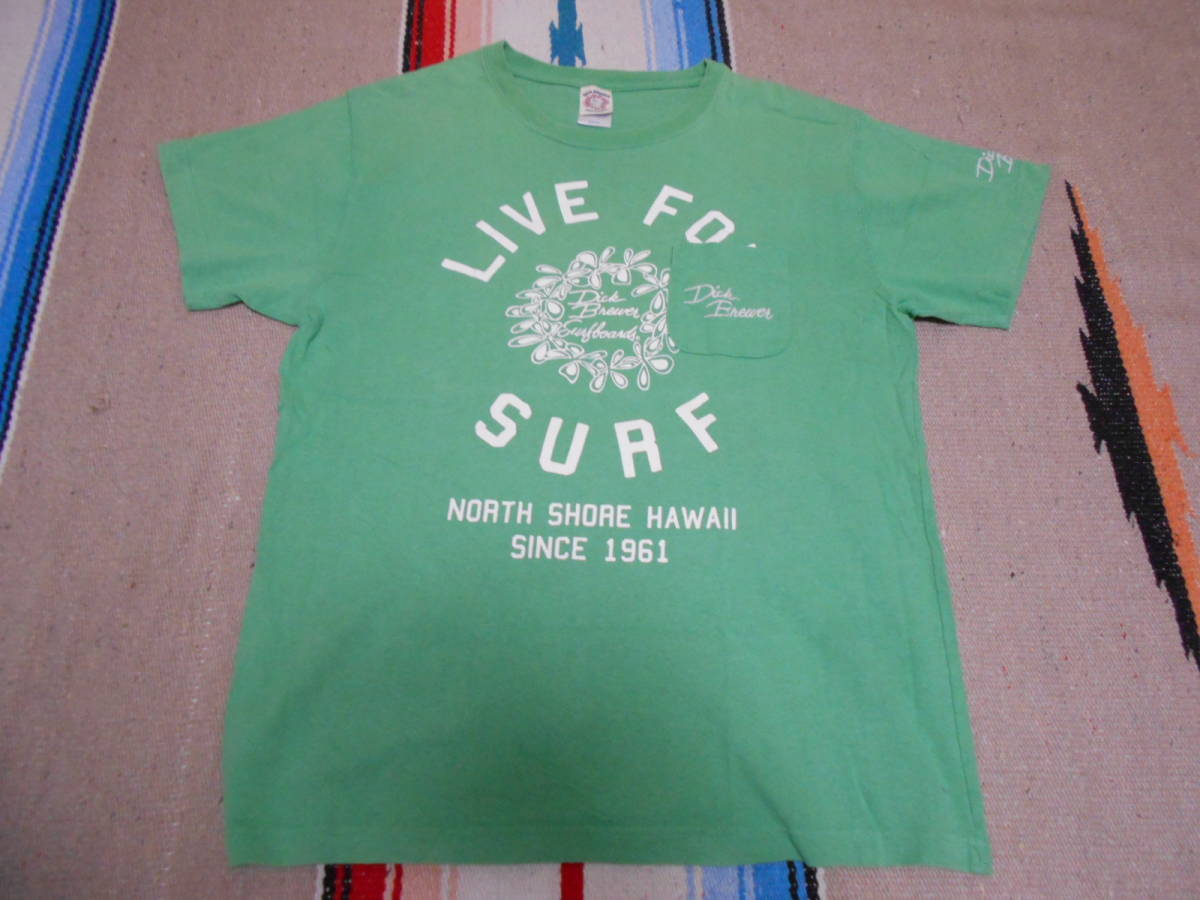 LIVE FO
Dick
Brewer
Surfboards
Dick
Brewer
SURF
NORTH SHORE HAWAII
SINCE 1961